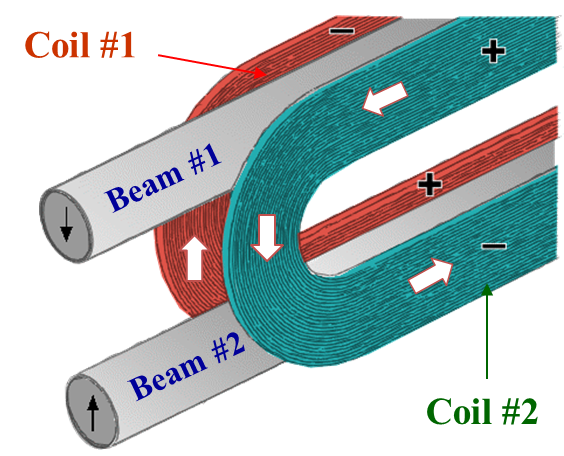 Coil #1
−
+
Beam #1
+
−
Beam #2
Coil #2